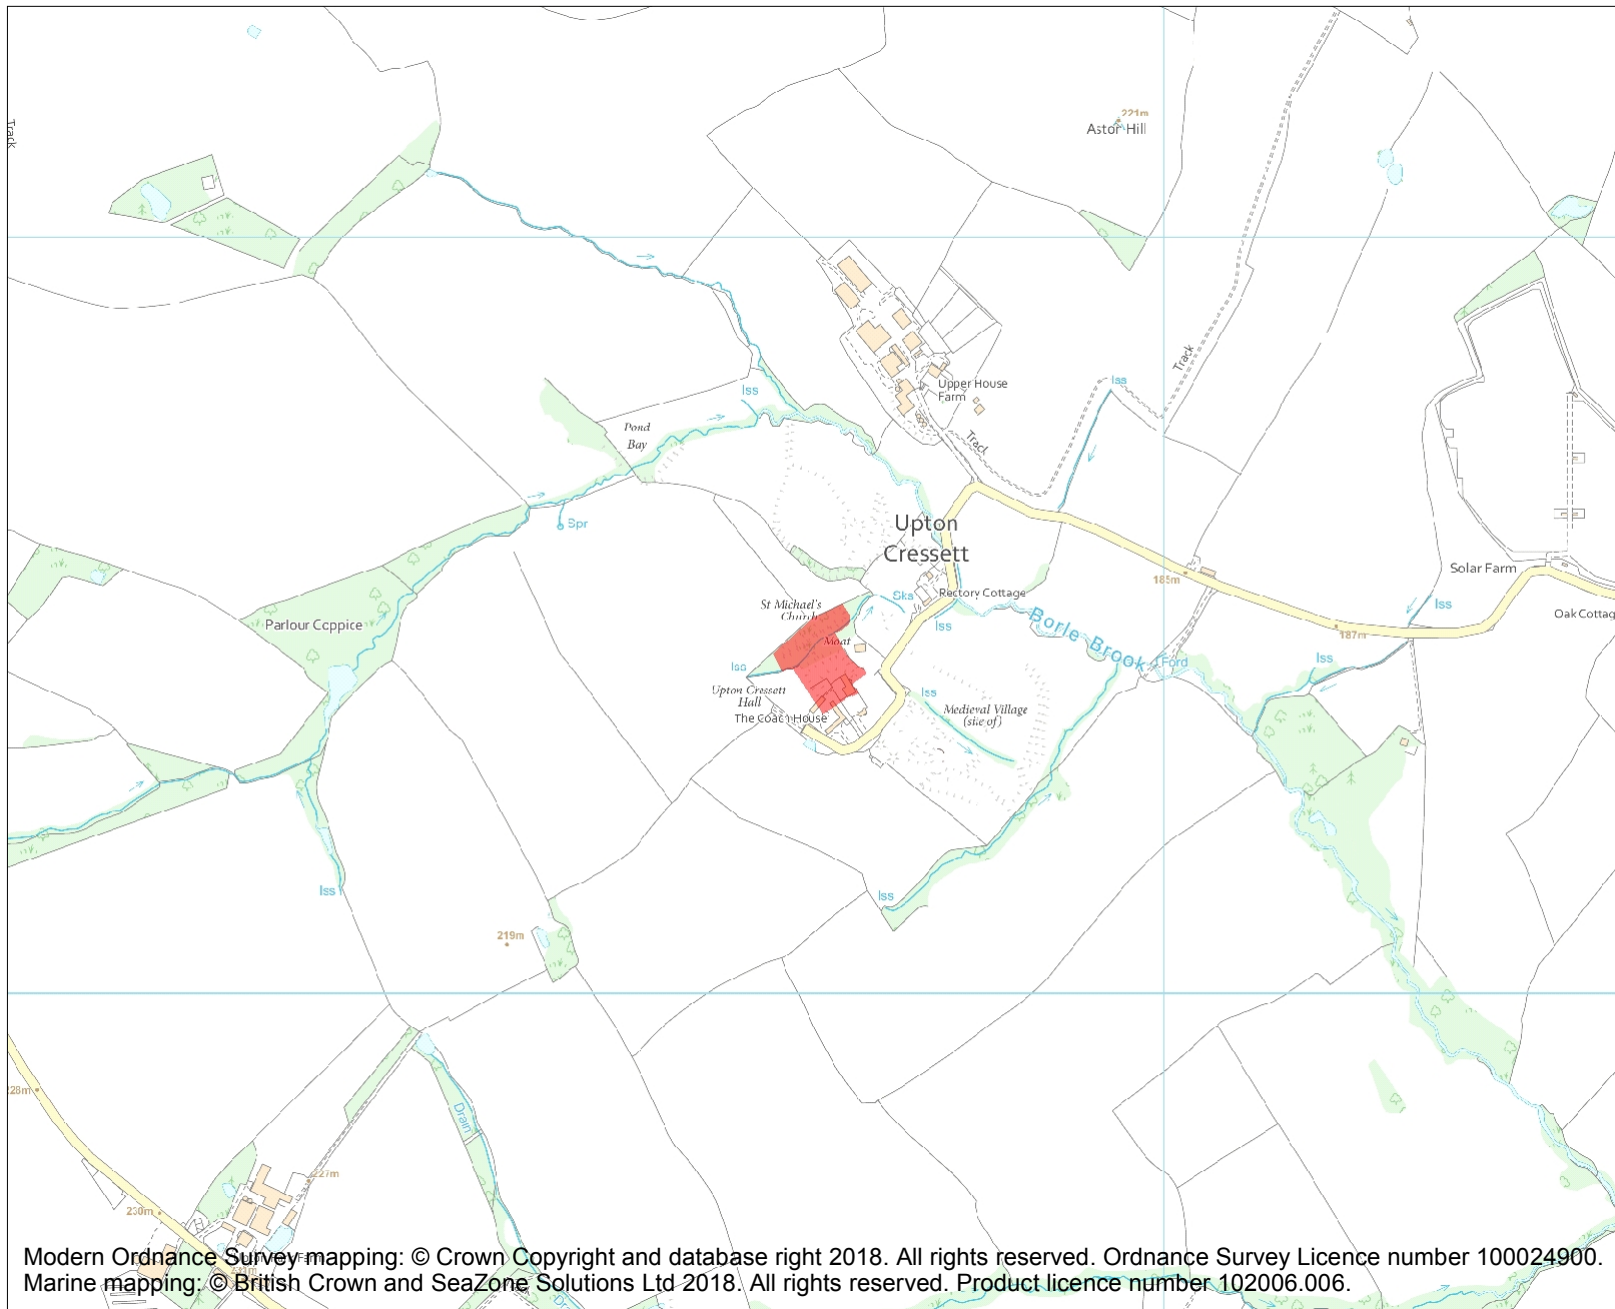 Track
221m
Astor Hill
Track
Iss
Upper House
Farm
Iss
Pond
Bay
Track
Spr
Upton
Cressett
Solar Farm
185m
Sks
Rectory Cottage
Iss
St Michael's
Church
Iss
Oak Cottag
Parlour Coppice
Borle Brook
187m
Moat
Iss
Ford
Iss
Upton Cressett
Hall
Iss
Medieval Village
(site of)
The Coach House
Iss
Iss
219m
28m
Drain
227m
230m
Modern Ordnance Survey mapping: © Crown Copyright and database right 2018. All rights reserved. Ordnance Survey Licence number 100024900.
Marine mapping: © British Crown and SeaZone Solutions Ltd 2018. All rights reserved. Product licence number 102006.006.